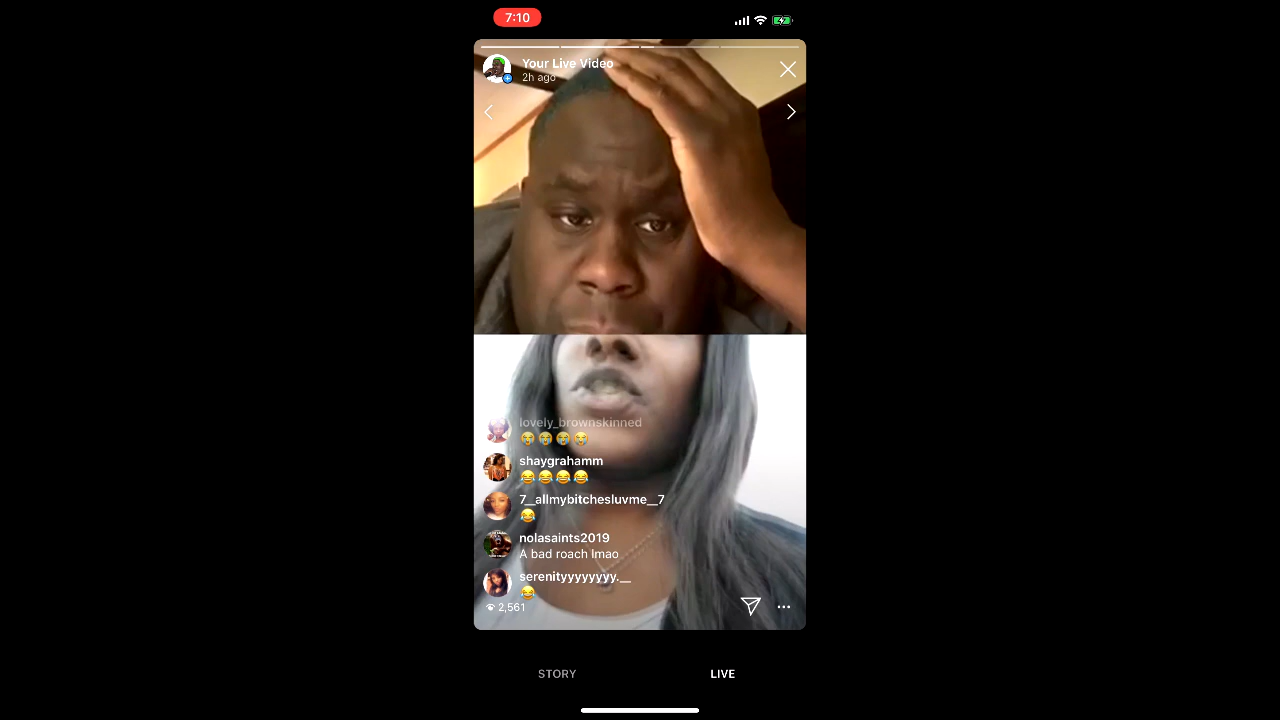 7:10
Your Live Video
2h ago
lovely_brownskinned
😭😭😭😭
shaygrahamm
😂😂😂😂
7__allmybitchesluvme__7
😂
nolasaints2019
A bad roach lmao
serenityyyyyyyy.__
😂
2,561
STORY
LIVE